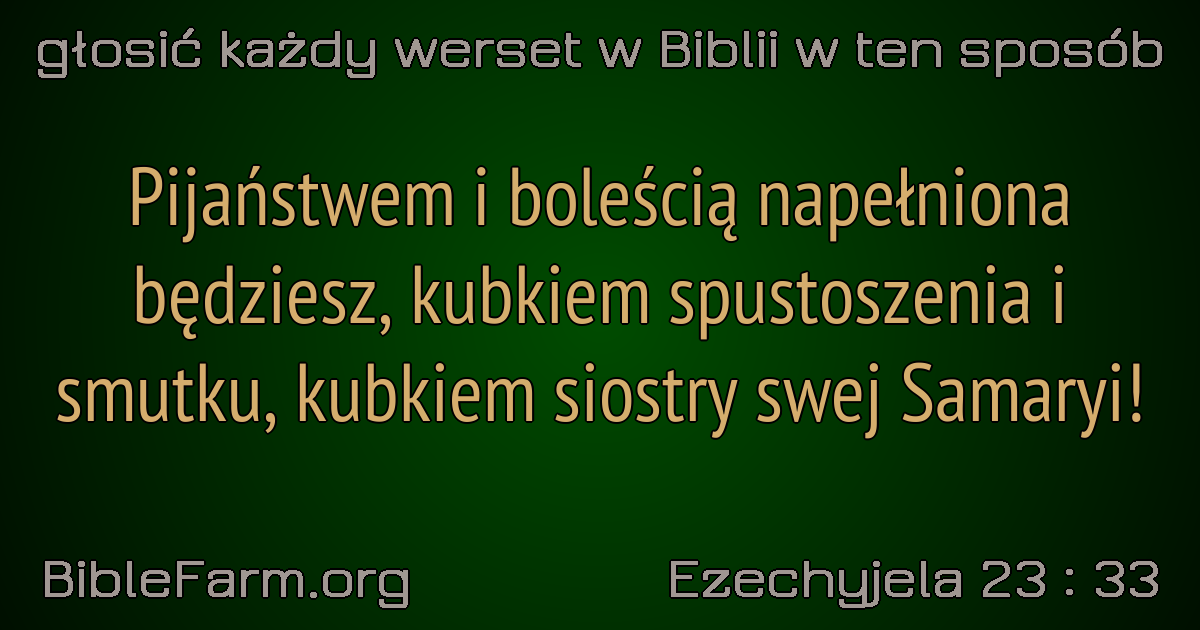 głosić każdy werset w Biblii w ten sposób
Pijaństwem i boleścią napełniona
będziesz, kubkiem spustoszenia i
smutku, kubkiem siostry swej Samaryi!
BibleFarm.org
Ezechyjela 23 : 33